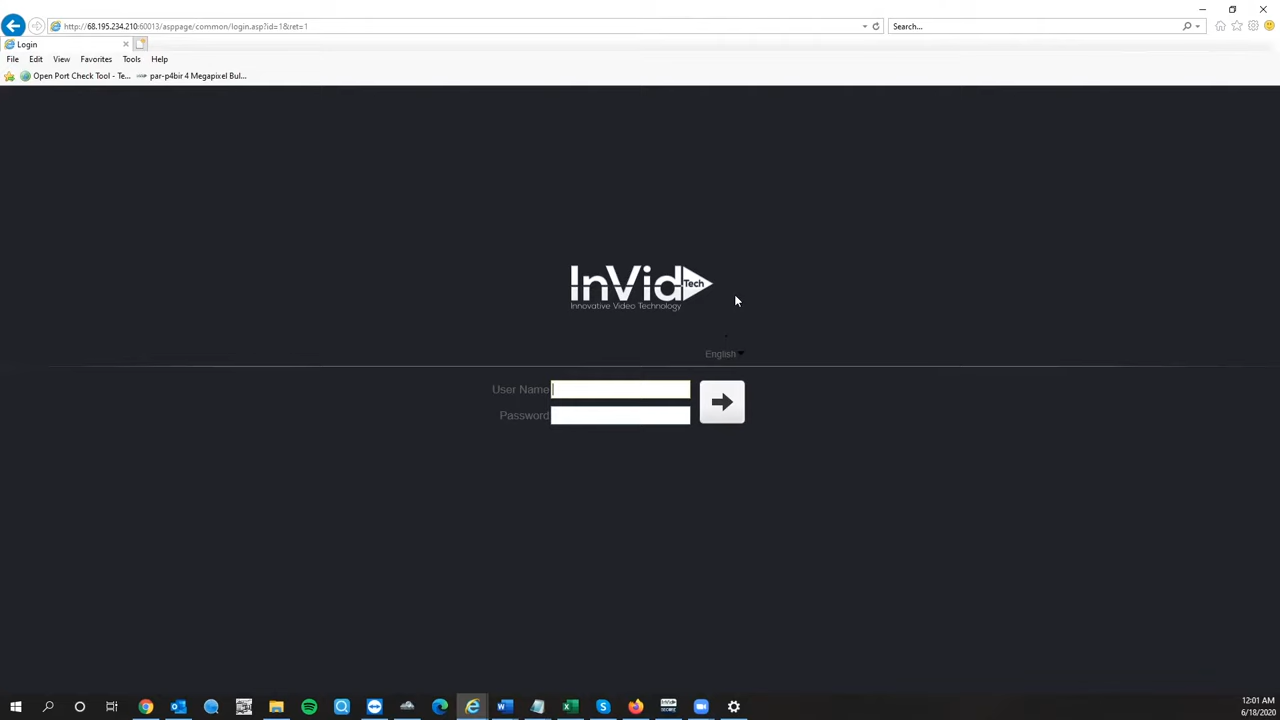 http://68.195.234.210:60013/asppage/common/login.asp?id=1&ret=1
Search...
Login
File Edit View Favorites Tools Help
Open Port Check Tool - Te...
par-p4bir 4 Megapixel Bul...
InVid Tech
Innovative Video Technology
English
User Name
Password
12:01 AM
6/18/2020